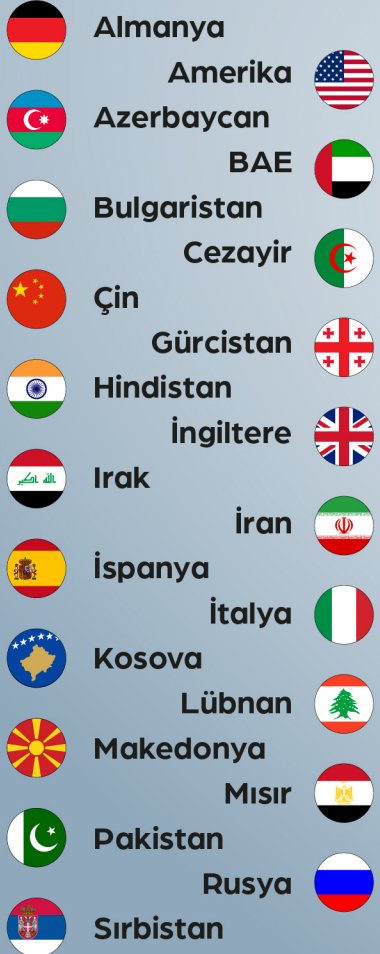 Almanya
Amerika
Azerbaycan
BAE
Bulgaristan
Cezayir
Çin
Gürcistan
Hindistan
İngiltere
Irak
İran
İspanya
İtalya
Kosova
Lübnan
Makedonya
Mısır
Pakistan
Rusya
Sırbistan